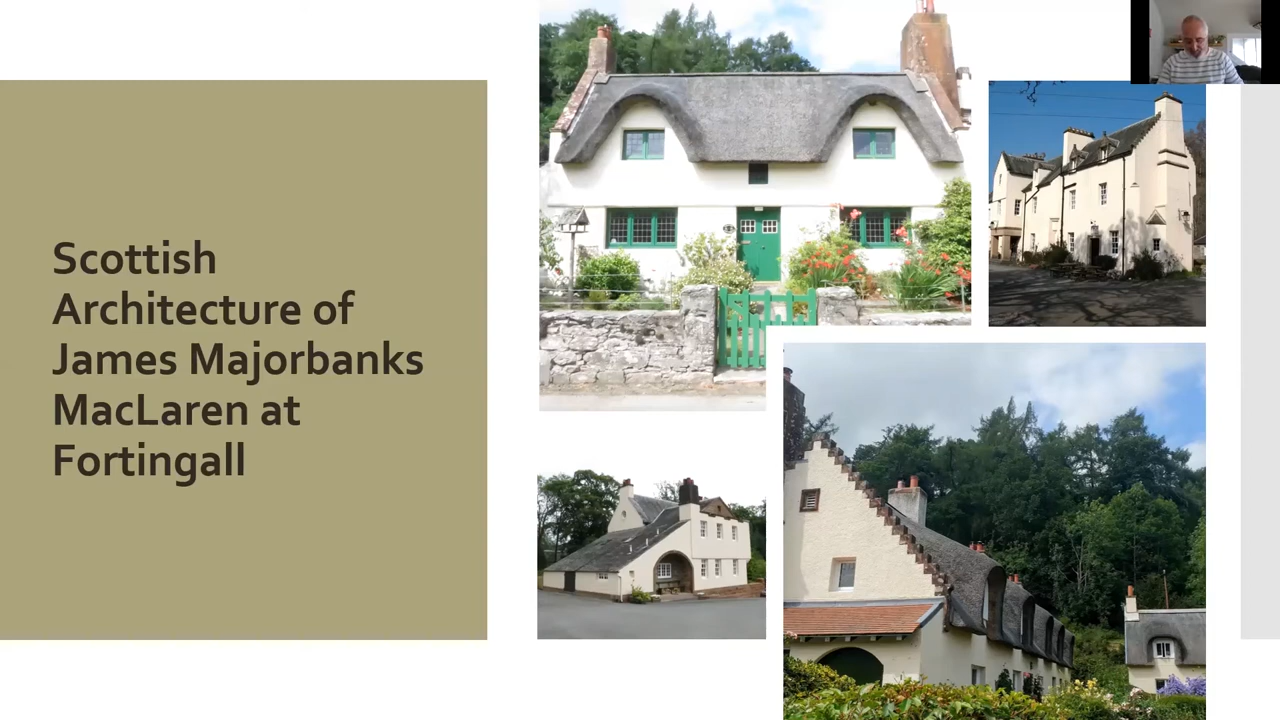 Scottish
Architecture of
James Majorbanks
MacLaren at
Fortingall